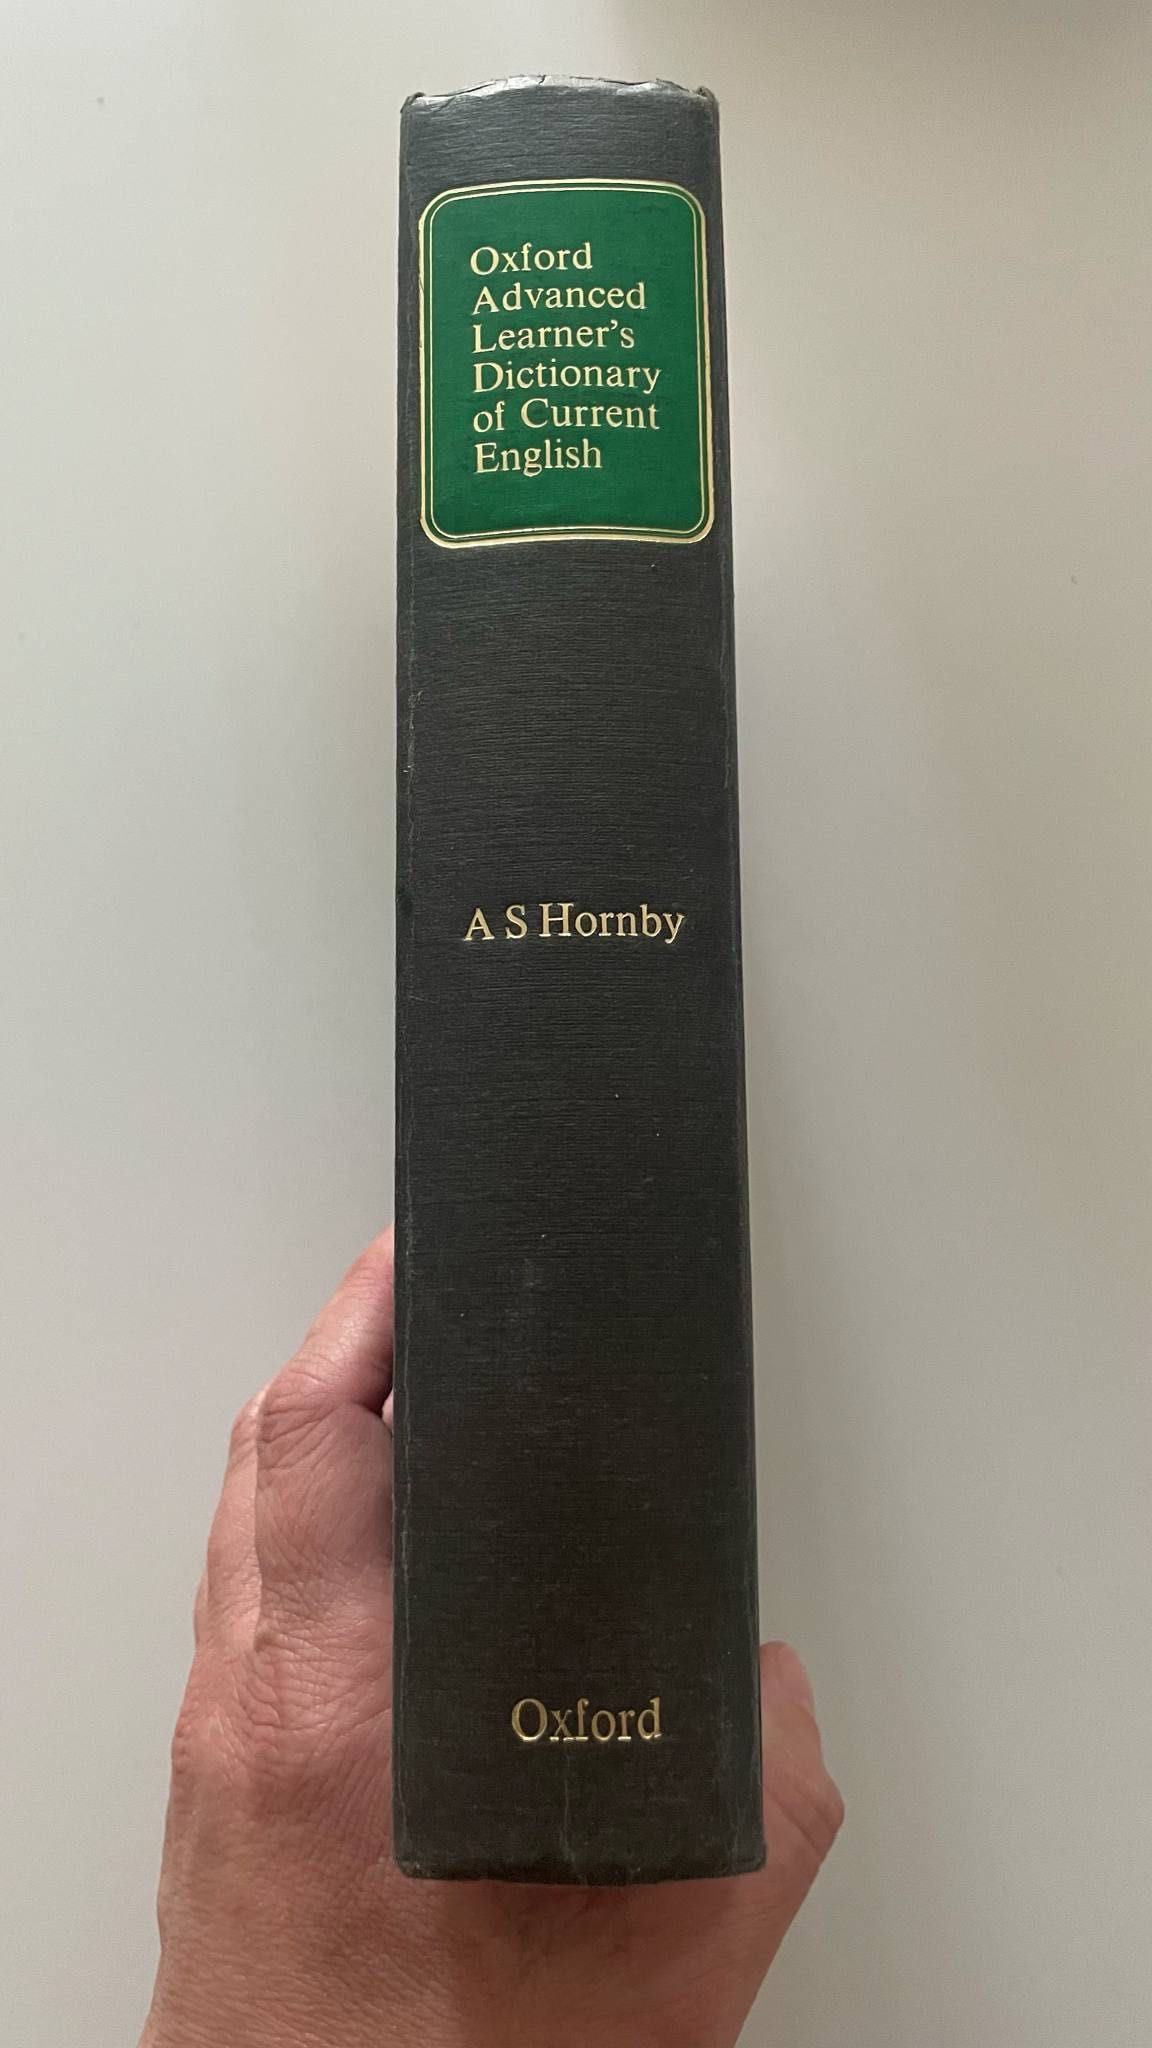 Oxford
Advanced
Learner's
Dictionary
of Current
English
A S Hornby
Oxford